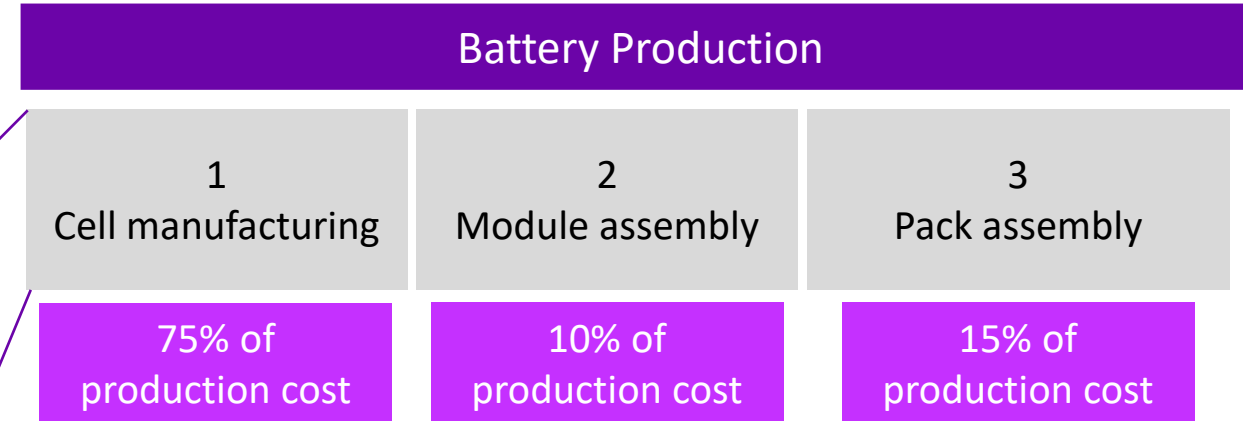 Battery Production
1
Cell manufacturing
2
Module assembly
3
Pack assembly
75% of
production cost
10% of
production cost
15% of
production cost